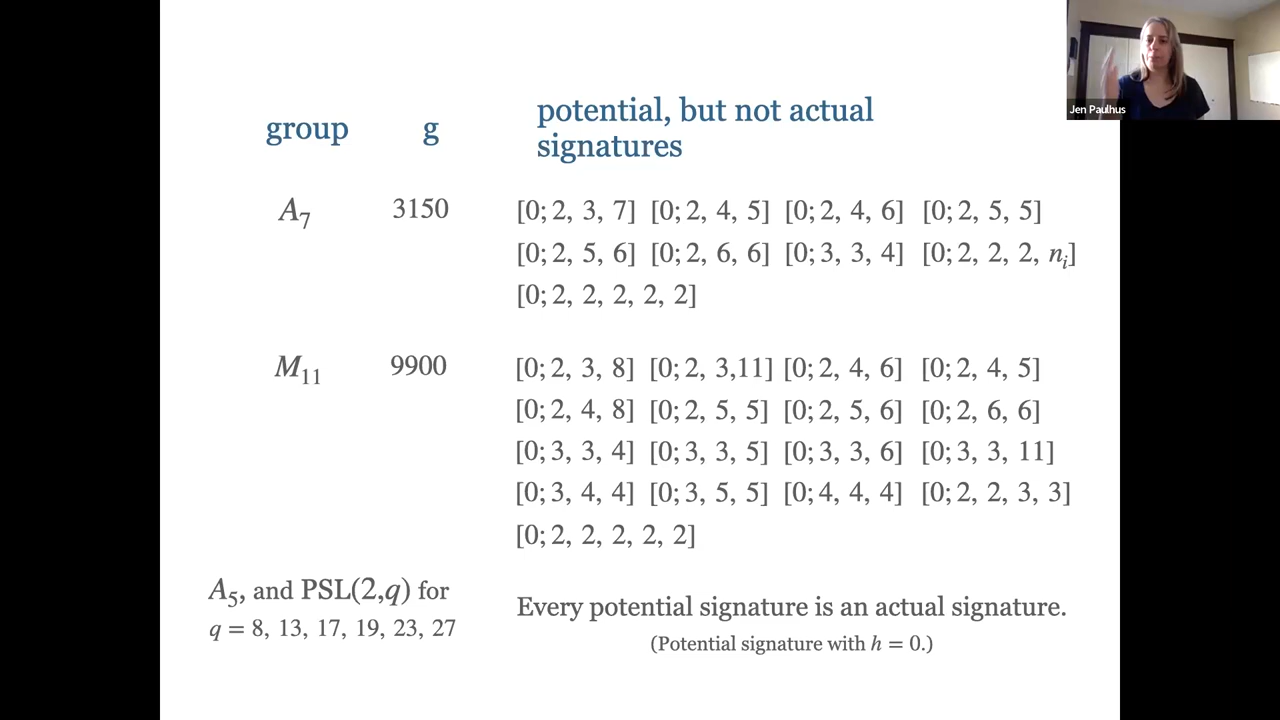 Jen Paulhus
group g potential, but not actual
signatures
A₇ 3150 [0; 2, 3, 7] [0; 2, 4, 5] [0; 2, 4, 6] [0; 2, 5, 5]
[0; 2, 5, 6] [0; 2, 6, 6] [0; 3, 3, 4] [0; 2, 2, 2, nᵢ]
[0; 2, 2, 2, 2, 2]
M₁₁ 9900 [0; 2, 3, 8] [0; 2, 3,11] [0; 2, 4, 6] [0; 2, 4, 5]
[0; 2, 4, 8] [0; 2, 5, 5] [0; 2, 5, 6] [0; 2, 6, 6]
[0; 3, 3, 4] [0; 3, 3, 5] [0; 3, 3, 6] [0; 3, 3, 11]
[0; 3, 4, 4] [0; 3, 5, 5] [0; 4, 4, 4] [0; 2, 2, 3, 3]
[0; 2, 2, 2, 2, 2]
A₅, and PSL(2,q) for
q = 8, 13, 17, 19, 23, 27
Every potential signature is an actual signature.
(Potential signature with h = 0.)